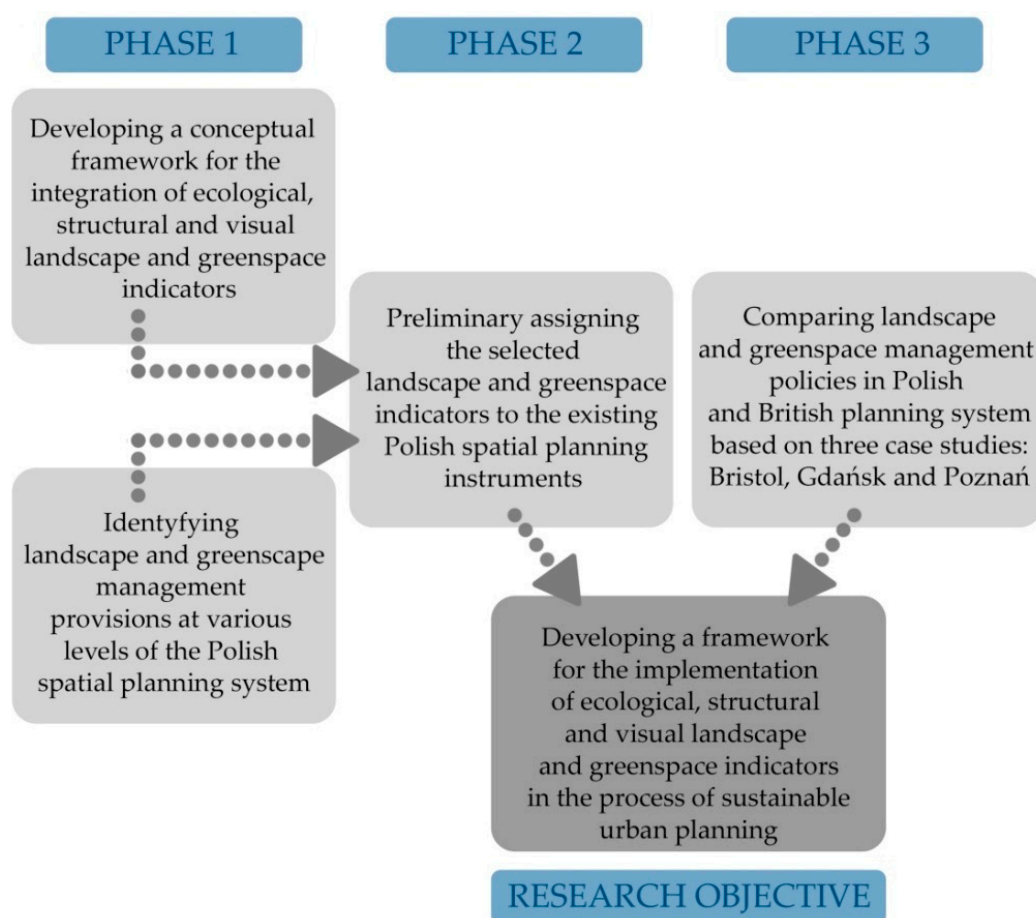 PHASE 1
PHASE 2
PHASE 3
Developing a conceptual
framework for the
integration of ecological,
structural and visual
landscape and greenspace
indicators
Identyfying
landscape and greenscape
management
provisions at various
levels of the Polish
spatial planning system
Preliminary assigning
the selected
landscape and greenspace
indicators to the existing
Polish spatial planning
instruments
Comparing landscape
and greenspace management
policies in Polish
and British planning system
based on three case studies:
Bristol, Gdańsk and Poznań
Developing a framework
for the implementation
of ecological, structural
and visual landscape
and greenspace indicators
in the process of sustainable
urban planning
RESEARCH OBJECTIVE